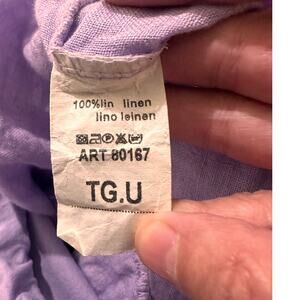 100%lin linen
lino leinen
ART 80167
TG.U